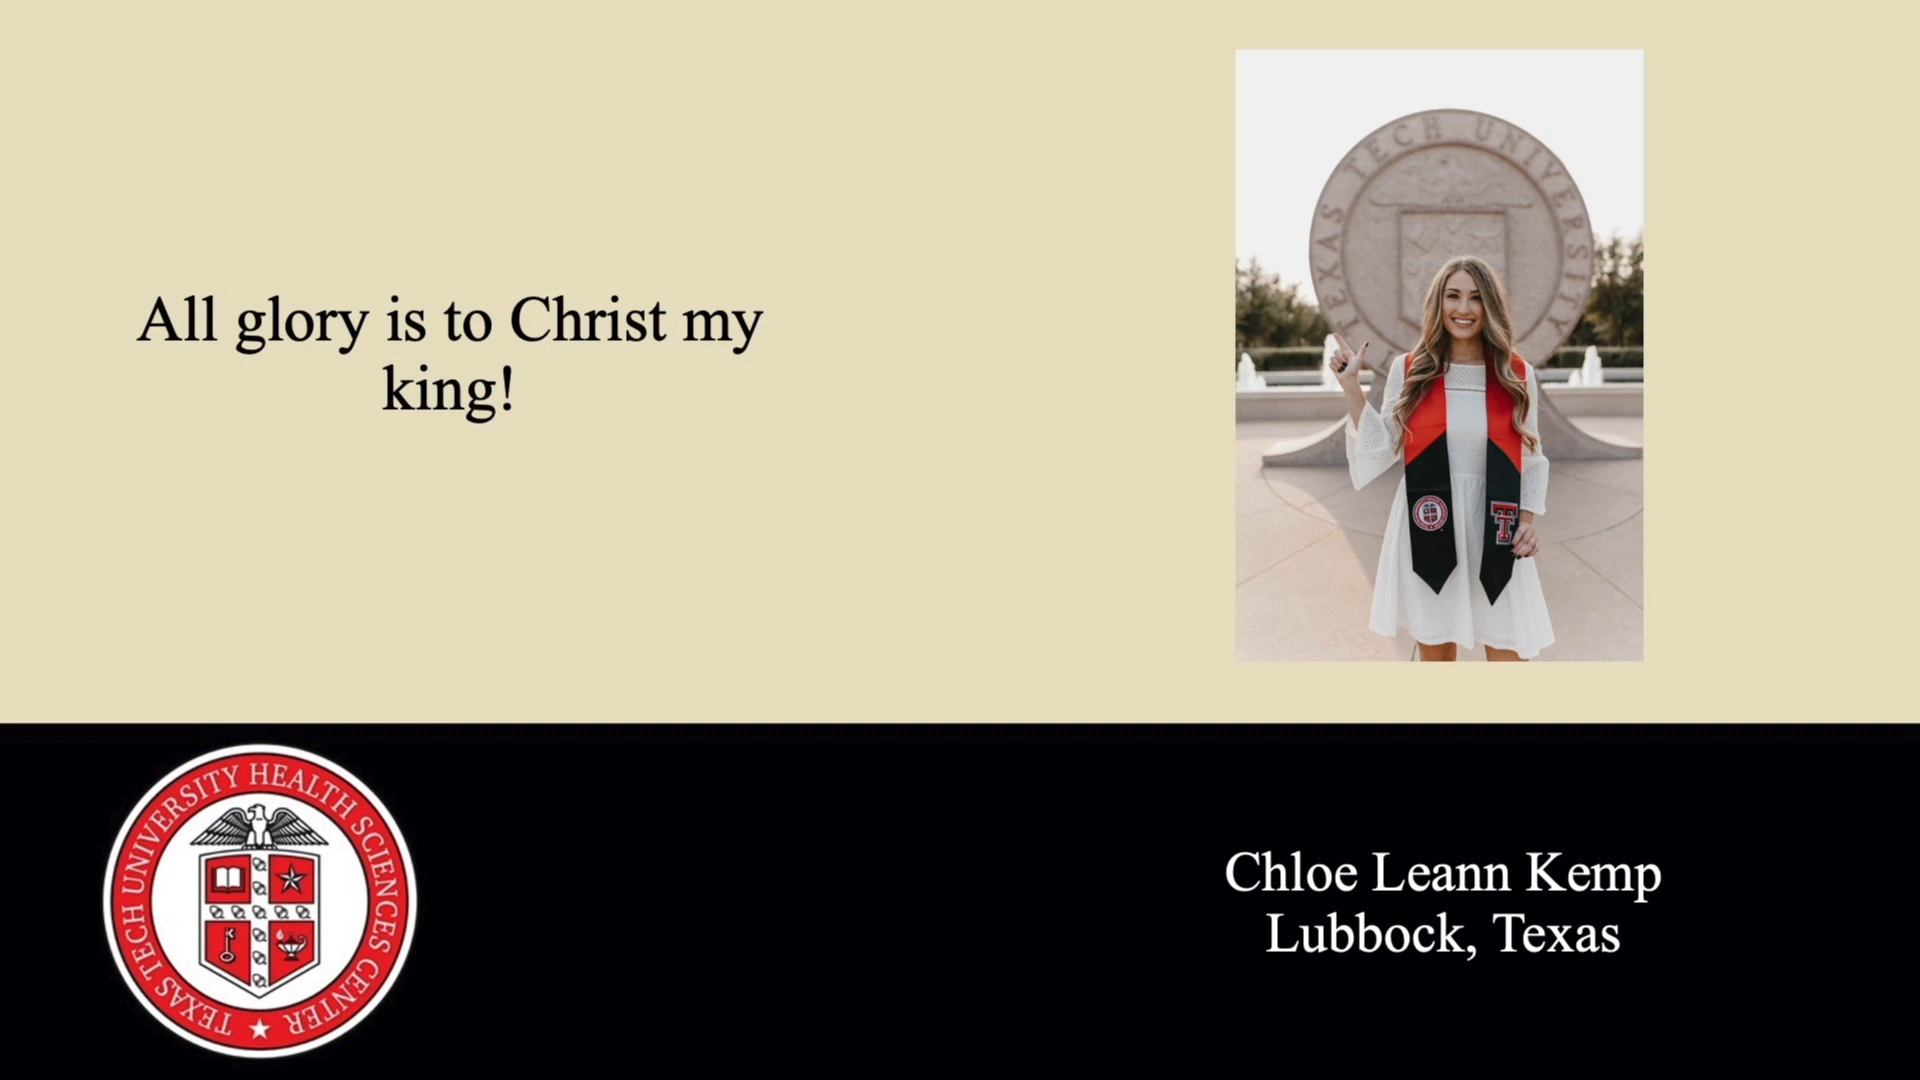 All glory is to Christ my
king!
TEXAS TECH UNIVERSITY
T
TEXAS TECH UNIVERSITY HEALTH SCIENCES CENTER
Chloe Leann Kemp
Lubbock, Texas